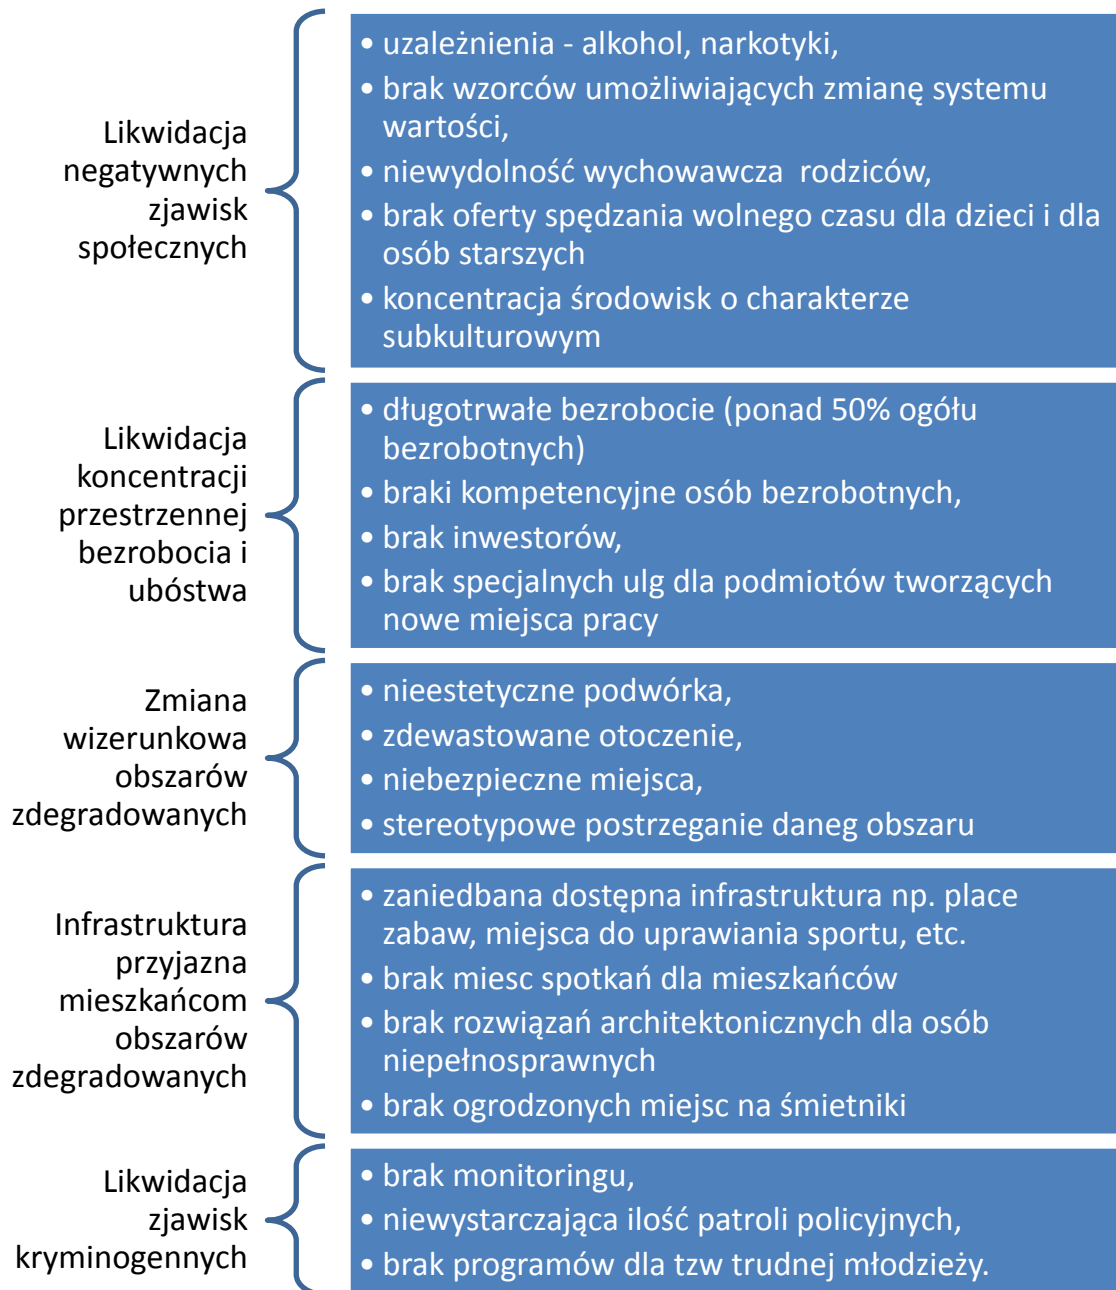 Likwidacja
negatywnych
zjawisk
społecznych
• uzależnienia - alkohol, narkotyki,
• brak wzorców umożliwiających zmianę systemu
wartości,
• niewydolność wychowawcza  rodziców,
• brak oferty spędzania wolnego czasu dla dzieci i dla
osób starszych
• koncentracja środowisk o charakterze
subkulturowym
Likwidacja
koncentracji
przestrzennej
bezrobocia i
ubóstwa
• długotrwałe bezrobocie (ponad 50% ogółu
bezrobotnych)
• braki kompetencyjne osób bezrobotnych,
• brak inwestorów,
• brak specjalnych ulg dla podmiotów tworzących
nowe miejsca pracy
Zmiana
wizerunkowa
obszarów
zdegradowanych
• nieestetyczne podwórka,
• zdewastowane otoczenie,
• niebezpieczne miejsca,
• stereotypowe postrzeganie daneg obszaru
Infrastruktura
przyjazna
mieszkańcom
obszarów
zdegradowanych
• zaniedbana dostępna infrastruktura np. place
zabaw, miejsca do uprawiania sportu, etc.
• brak miesc spotkań dla mieszkańców
• brak rozwiązań architektonicznych dla osób
niepełnosprawnych
• brak ogrodzonych miejsc na śmietniki
Likwidacja
zjawisk
kryminogennych
• brak monitoringu,
• niewystarczająca ilość patroli policyjnych,
• brak programów dla tzw trudnej młodzieży.